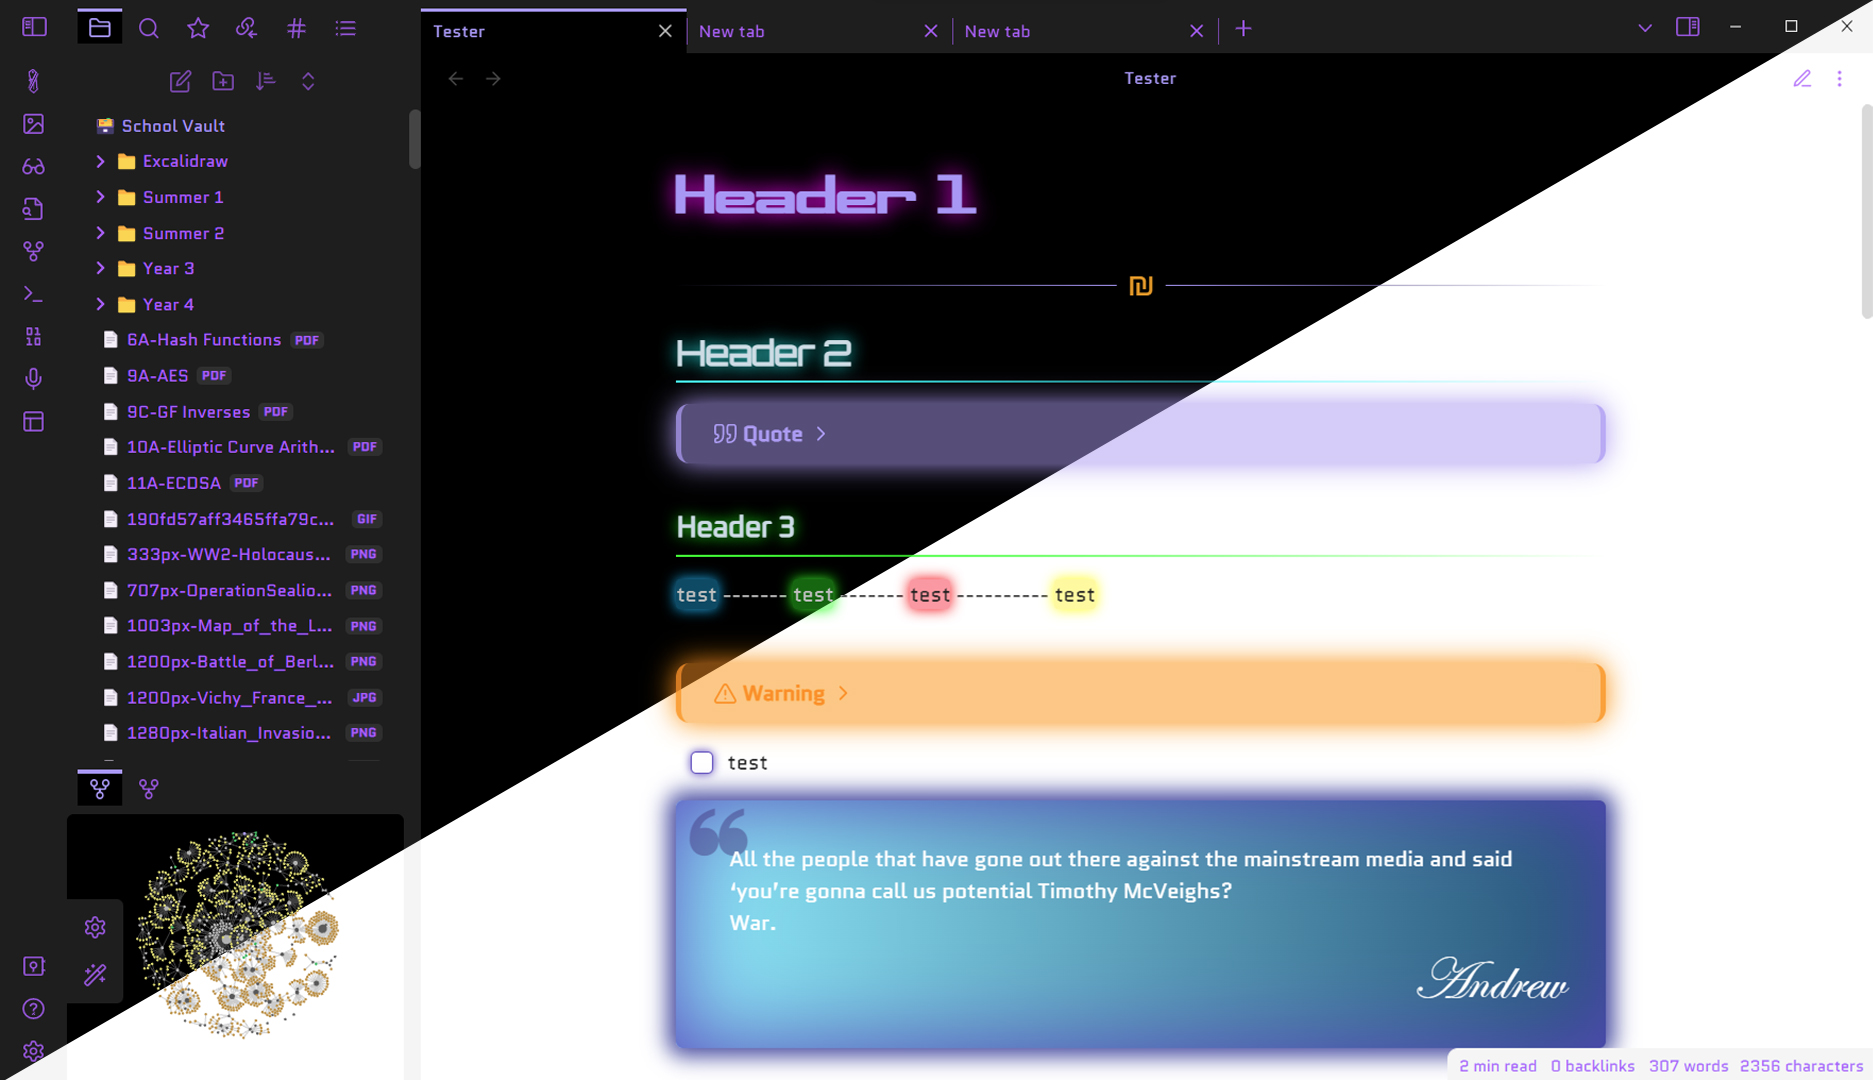 Tester
New tab
New tab
Tester
School Vault
Excalidraw
Summer 1
Summer 2
Year 3
Year 4
6A-Hash Functions PDF
9A-AES PDF
9C-GF Inverses PDF
10A-Elliptic Curve Arith... PDF
11A-ECDSA PDF
190fd57aff3465ffa79c... GIF
333px-WW2-Holocaus... PNG
707px-OperationSealio... PNG
1003px-Map_of_the_L... PNG
1200px-Battle_of_Berl... PNG
1200px-Vichy_France_... JPG
1280px-Italian_Invasio... PNG
Header 1
₪
Header 2
Quote
Header 3
test ------- test ------- test ---------- test
Warning
test
All the people that have gone out there against the mainstream media and said
‘you’re gonna call us potential Timothy McVeighs?
War.
Andrew
2 min read 0 backlinks 307 words 2356 characters